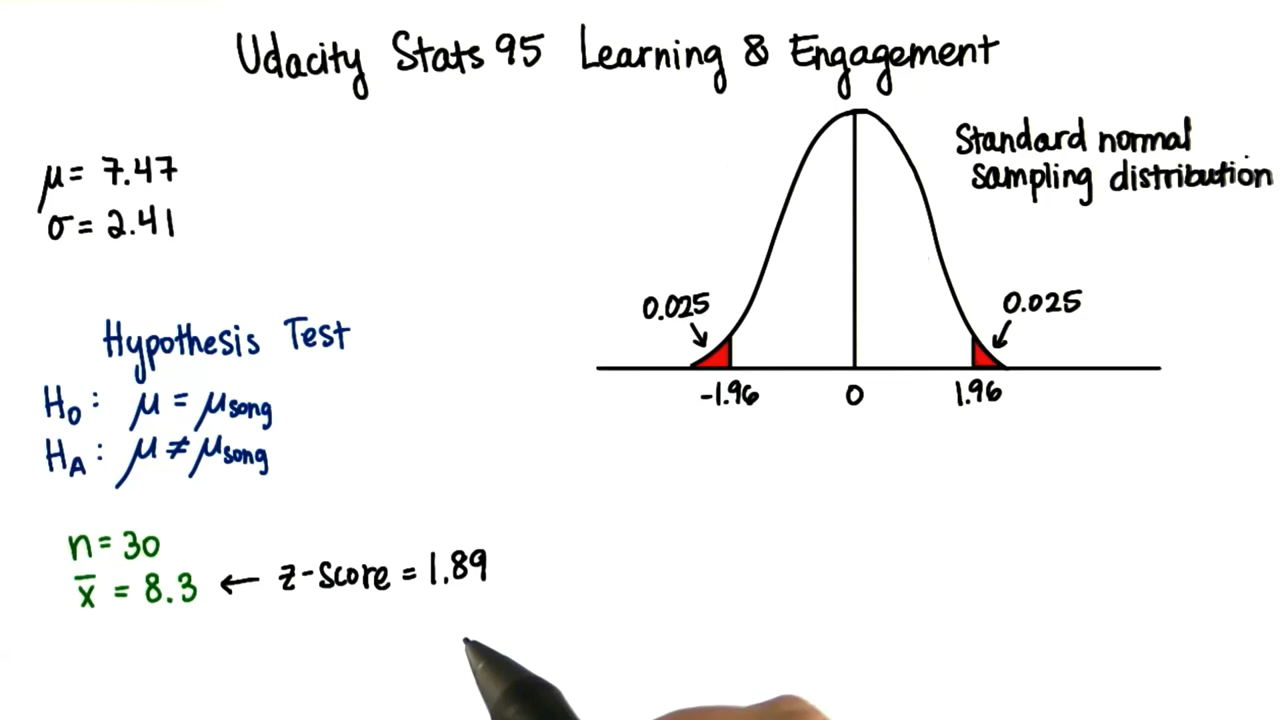 Udacity Stats 95 Learning & Engagement
μ = 7.47
σ = 2.41
Standard normal
sampling distribution
0.025
0.025
-1.96
0
1.96
Hypothesis Test
H₀: μ = μsong
Hₐ: μ ≠ μsong
n = 30
x̄ = 8.3 ← z-score = 1.89